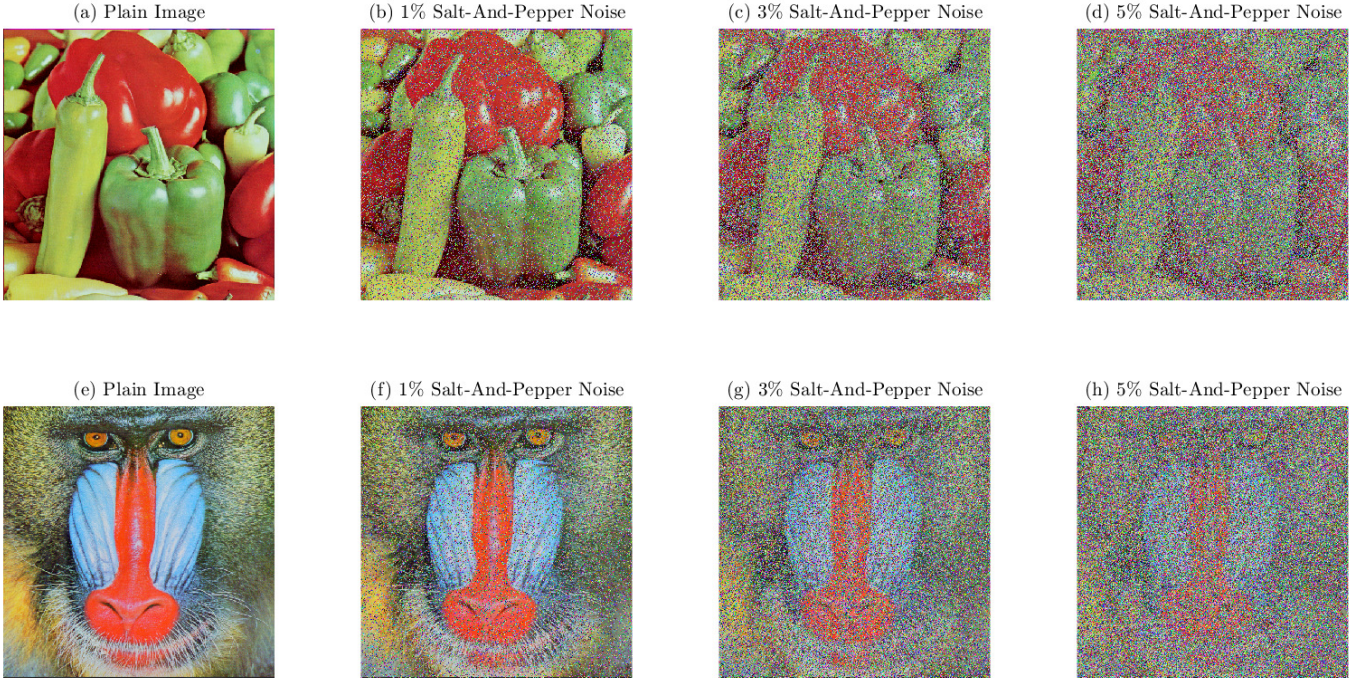 (a) Plain Image
(b) 1% Salt-And-Pepper Noise
(c) 3% Salt-And-Pepper Noise
(d) 5% Salt-And-Pepper Noise
(e) Plain Image
(f) 1% Salt-And-Pepper Noise
(g) 3% Salt-And-Pepper Noise
(h) 5% Salt-And-Pepper Noise